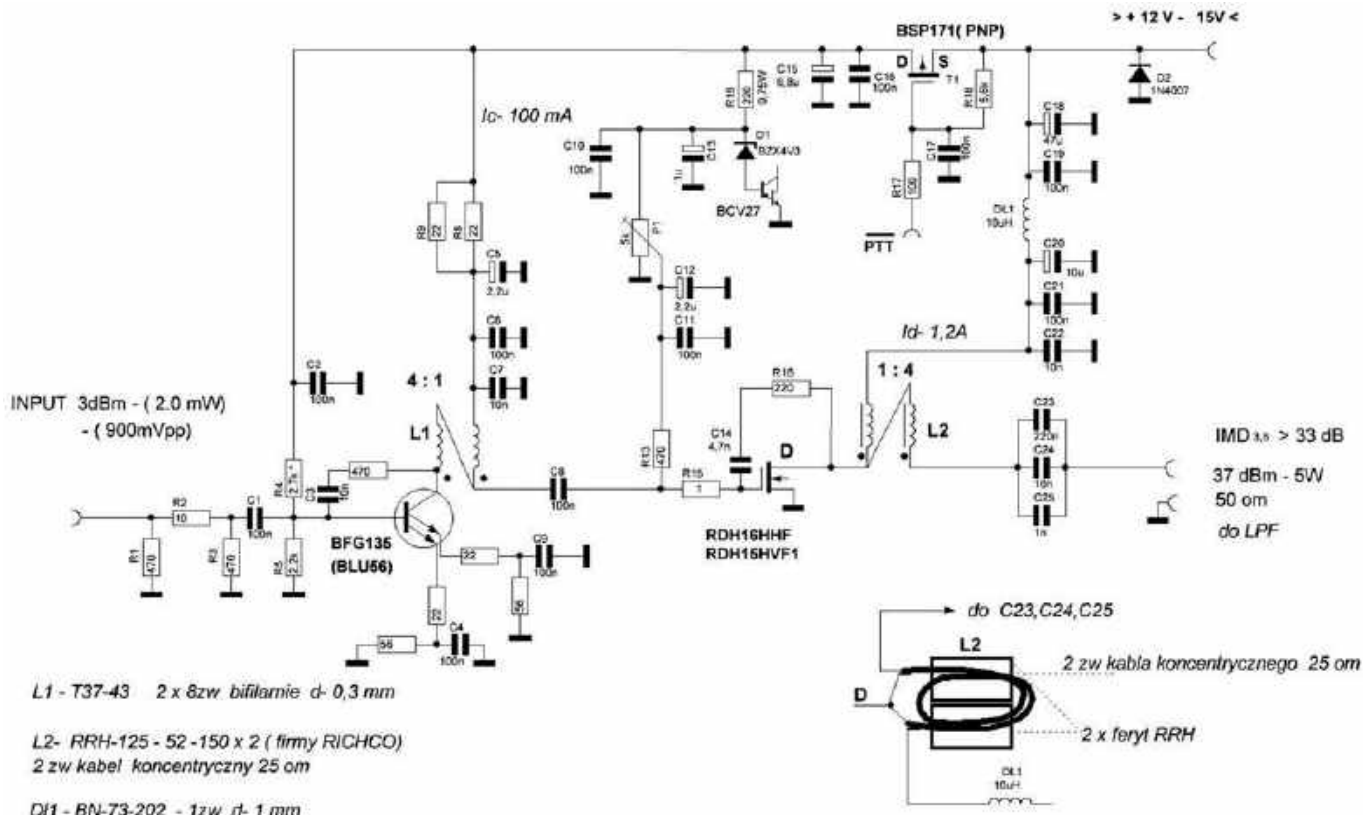 > + 12 V - 15V <
BSP171( PNP)
D S
T1
R18
5,6k
D2
1N4007
C15
6,8u
C16
100n
R16
220
0,75W
Ic- 100 mA
C10
100n
C13
1u
D1
BZX4V3
BCV27
C17
100n
R17
100
PTT
C18
47u
C19
100n
DL1
10uH
C20
10u
C21
100n
C22
10n
R9
22
R8
22
C5
2,2u
C6
100n
C7
10n
5k
P1
C12
2,2u
C11
100n
Id- 1,2A
1 : 4
L2
C2
100n
4 : 1
L1
INPUT 3dBm - ( 2.0 mW)
- ( 900mVpp)
R4
2,7k*
470
C3
10n
R2
10
C1
100n
R1
470
R3
470
R5
2,2k
BFG135
(BLU56)
C8
100n
R13
470
R15
1
C14
4,7n
R15
220
D
RDH16HHF
RDH15HVF1
C23
220n
C24
10n
C25
1n
IMD 3,5 > 33 dB
37 dBm - 5W
50 om
do LPF
22
C9
100n
56
22
56
C4
100n
do C23,C24,C25
L2
2 zw kabla koncentrycznego 25 om
D
2 x feryt RRH
DL1
10uH
L1 - T37-43 2 x 8zw bifilarnie d- 0,3 mm
L2- RRH-125 - 52 -150 x 2 ( firmy RICHCO)
2 zw kabel koncentryczny 25 om
Dł1 - BN-73-202 - 1zw d- 1 mm